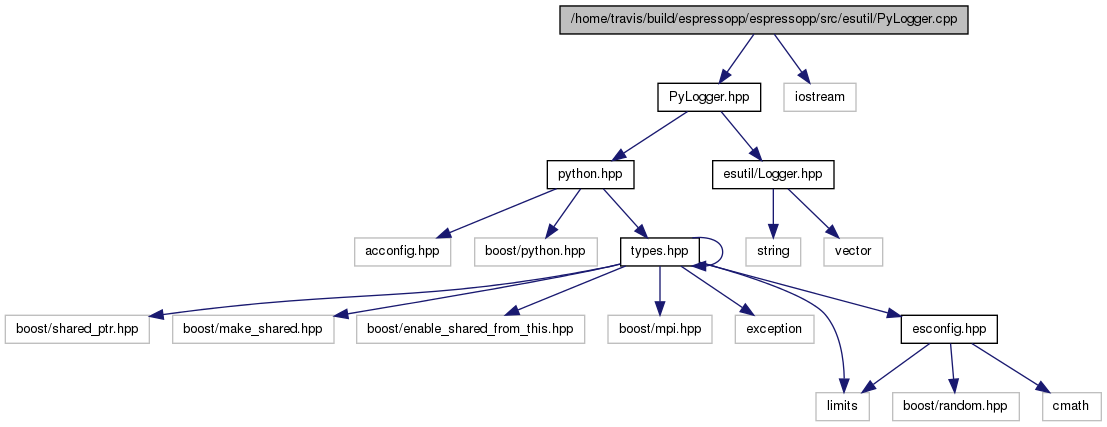 /home/travis/build/espressopp/espressopp/src/esutil/PyLogger.cpp
PyLogger.hpp
iostream
python.hpp
esutil/Logger.hpp
acconfig.hpp
boost/python.hpp
types.hpp
string
vector
boost/shared_ptr.hpp
boost/make_shared.hpp
boost/enable_shared_from_this.hpp
boost/mpi.hpp
exception
esconfig.hpp
limits
boost/random.hpp
cmath